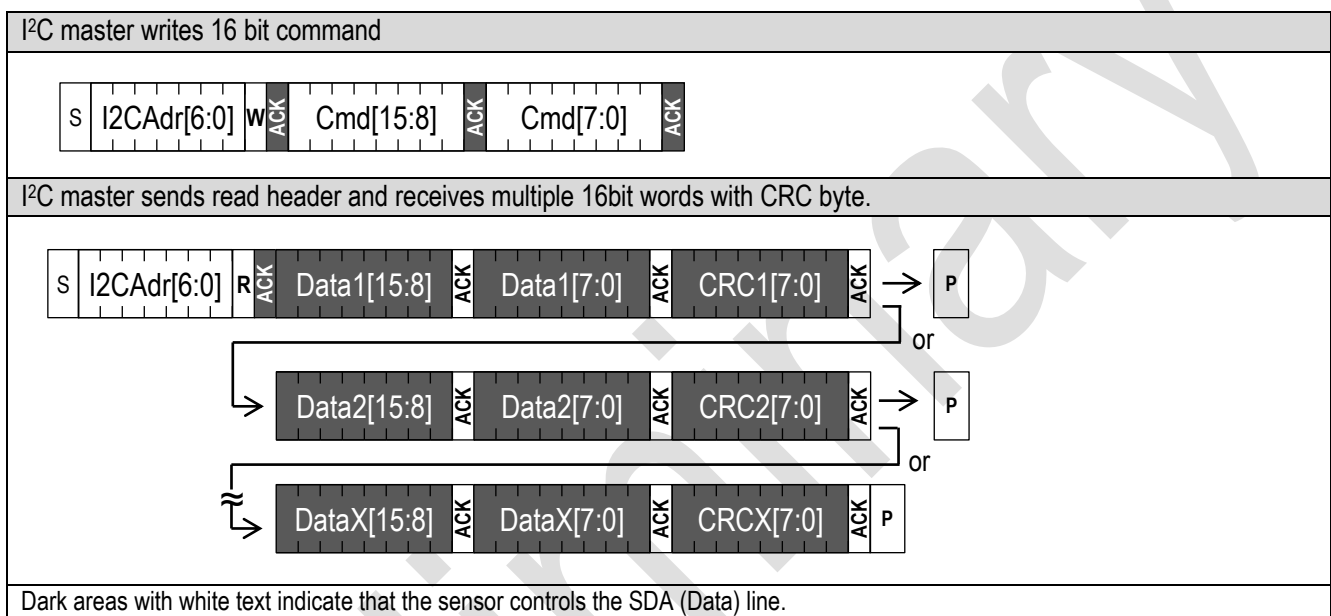 I²C master writes 16 bit command
S I2CAdr[6:0] W ACK Cmd[15:8] ACK Cmd[7:0] ACK
I²C master sends read header and receives multiple 16bit words with CRC byte.
S I2CAdr[6:0] R ACK Data1[15:8] ACK Data1[7:0] ACK CRC1[7:0] ACK P
or
Data2[15:8] ACK Data2[7:0] ACK CRC2[7:0] ACK P
or
≈
DataX[15:8] ACK DataX[7:0] ACK CRCX[7:0] ACK P
Dark areas with white text indicate that the sensor controls the SDA (Data) line.